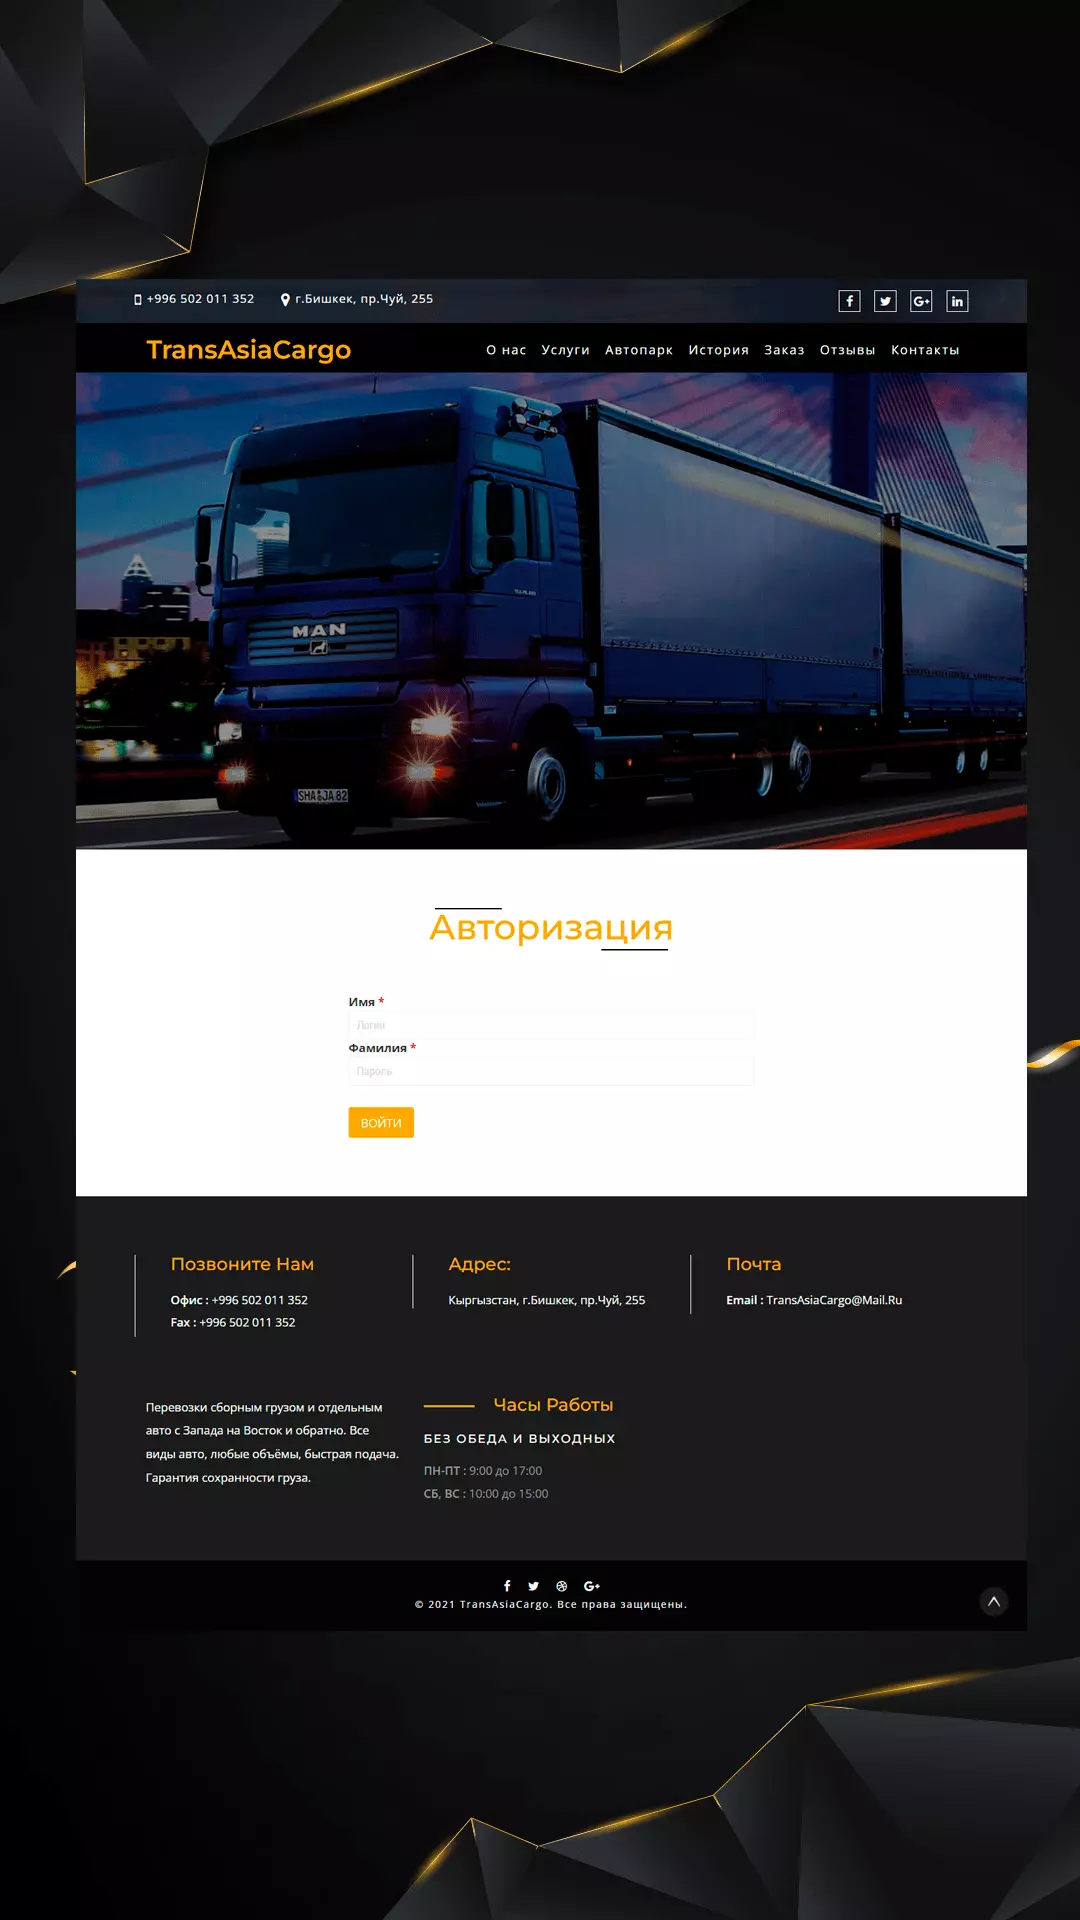 +996 502 011 352 г.Бишкек, пр.Чуй, 255
TransAsiaCargo
О нас Услуги Автопарк История Заказ Отзывы Контакты
MAN
Авторизация
Имя *
Логин
Фамилия *
Пароль
ВОЙТИ
Позвоните Нам
Офис : +996 502 011 352
Fax : +996 502 011 352
Адрес:
Кыргызстан, г.Бишкек, пр.Чуй, 255
Почта
Email : TransAsiaCargo@Mail.Ru
Перевозки сборным грузом и отдельным
авто с Запада на Восток и обратно. Все
виды авто, любые объёмы, быстрая подача.
Гарантия сохранности груза.
Часы Работы
БЕЗ ОБЕДА И ВЫХОДНЫХ
ПН-ПТ : 9:00 до 17:00
СБ, ВС : 10:00 до 15:00
© 2021 TransAsiaCargo. Все права защищены.